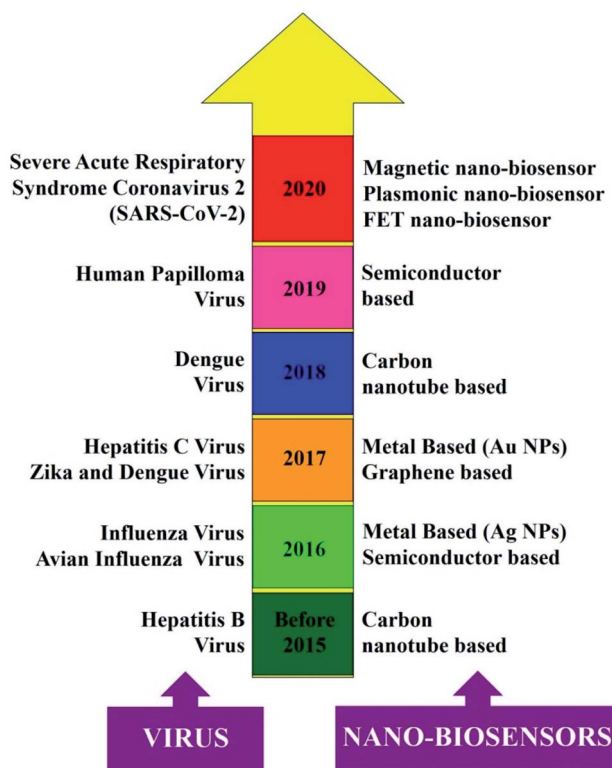 Severe Acute Respiratory
Syndrome Coronavirus 2
(SARS-CoV-2)
2020
Magnetic nano-biosensor
Plasmonic nano-biosensor
FET nano-biosensor
Human Papilloma
Virus
2019
Semiconductor
based
Dengue
Virus
2018
Carbon
nanotube based
Hepatitis C Virus
Zika and Dengue Virus
2017
Metal Based (Au NPs)
Graphene based
Influenza Virus
Avian Influenza Virus
2016
Metal Based (Ag NPs)
Semiconductor based
Hepatitis B
Virus
Before
2015
Carbon
nanotube based
VIRUS
NANO-BIOSENSORS